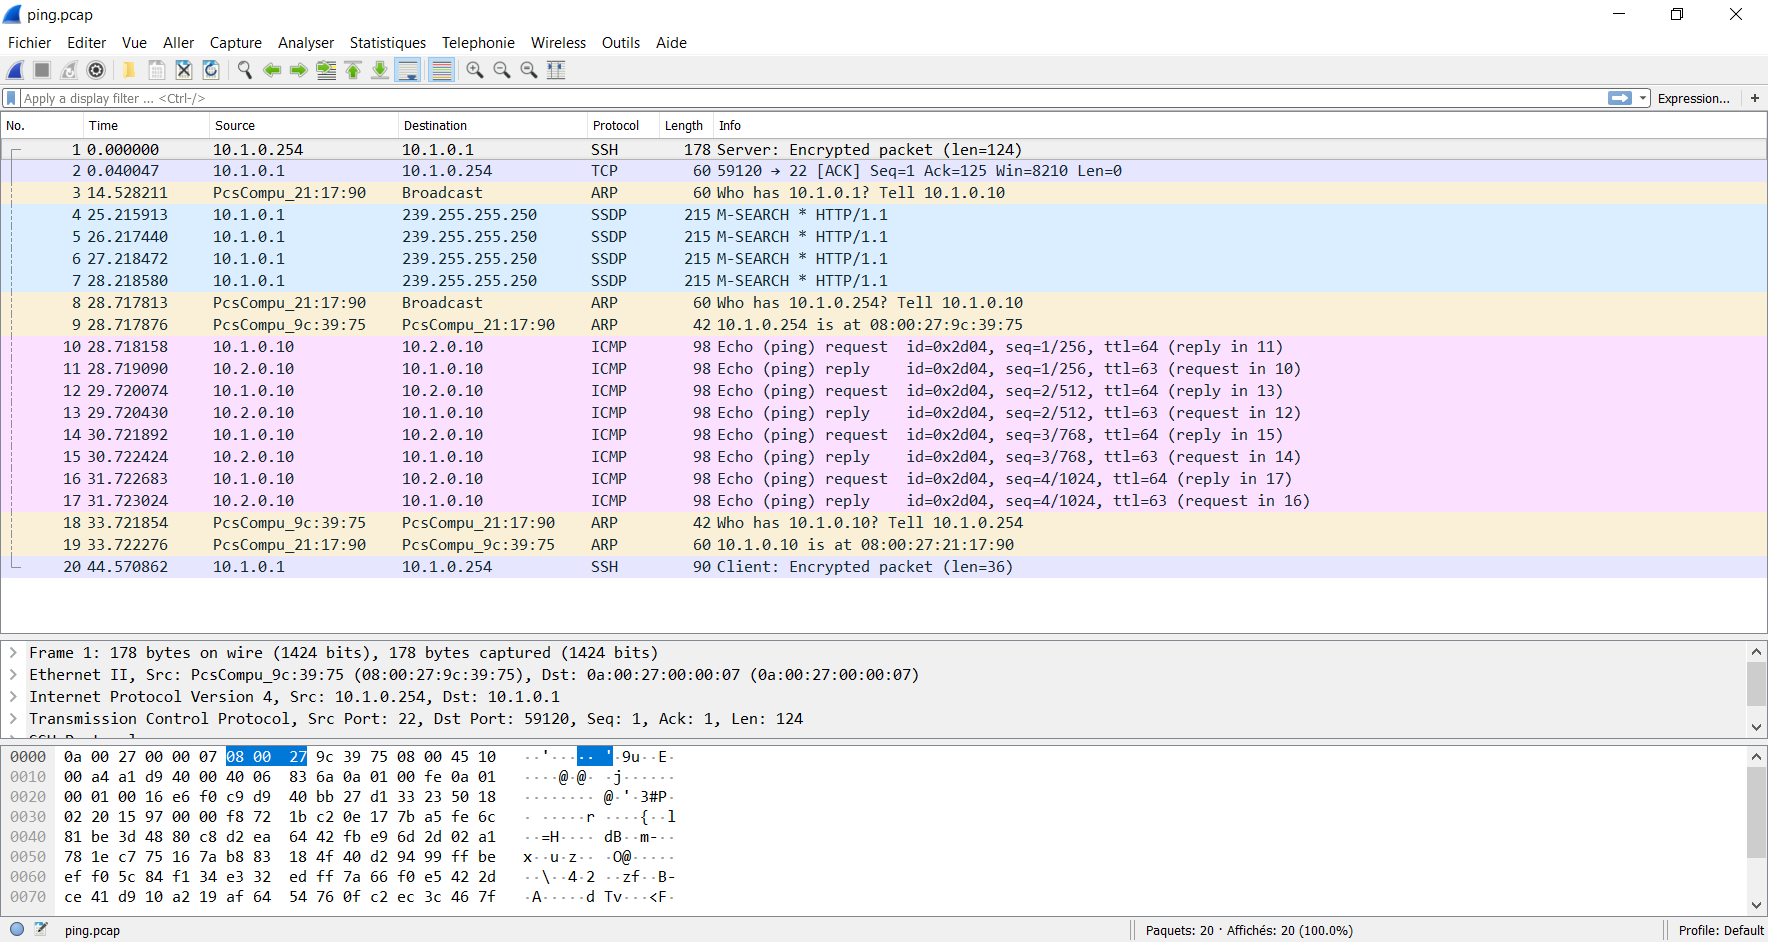 ping.pcap
Fichier Editer Vue Aller Capture Analyser Statistiques Telephonie Wireless Outils Aide
Apply a display filter ... <Ctrl-/> Expression... +
No. Time Source Destination Protocol Length Info
1 0.000000 10.1.0.254 10.1.0.1 SSH 178 Server: Encrypted packet (len=124)
2 0.040047 10.1.0.1 10.1.0.254 TCP 60 59120 → 22 [ACK] Seq=1 Ack=125 Win=8210 Len=0
3 14.528211 PcsCompu_21:17:90 Broadcast ARP 60 Who has 10.1.0.1? Tell 10.1.0.10
4 25.215913 10.1.0.1 239.255.255.250 SSDP 215 M-SEARCH * HTTP/1.1
5 26.217440 10.1.0.1 239.255.255.250 SSDP 215 M-SEARCH * HTTP/1.1
6 27.218472 10.1.0.1 239.255.255.250 SSDP 215 M-SEARCH * HTTP/1.1
7 28.218580 10.1.0.1 239.255.255.250 SSDP 215 M-SEARCH * HTTP/1.1
8 28.717813 PcsCompu_21:17:90 Broadcast ARP 60 Who has 10.1.0.254? Tell 10.1.0.10
9 28.717876 PcsCompu_9c:39:75 PcsCompu_21:17:90 ARP 42 10.1.0.254 is at 08:00:27:9c:39:75
10 28.718158 10.1.0.10 10.2.0.10 ICMP 98 Echo (ping) request id=0x2d04, seq=1/256, ttl=64 (reply in 11)
11 28.719090 10.2.0.10 10.1.0.10 ICMP 98 Echo (ping) reply id=0x2d04, seq=1/256, ttl=63 (request in 10)
12 29.720074 10.1.0.10 10.2.0.10 ICMP 98 Echo (ping) request id=0x2d04, seq=2/512, ttl=64 (reply in 13)
13 29.720430 10.2.0.10 10.1.0.10 ICMP 98 Echo (ping) reply id=0x2d04, seq=2/512, ttl=63 (request in 12)
14 30.721892 10.1.0.10 10.2.0.10 ICMP 98 Echo (ping) request id=0x2d04, seq=3/768, ttl=64 (reply in 15)
15 30.722424 10.2.0.10 10.1.0.10 ICMP 98 Echo (ping) reply id=0x2d04, seq=3/768, ttl=63 (request in 14)
16 31.722683 10.1.0.10 10.2.0.10 ICMP 98 Echo (ping) request id=0x2d04, seq=4/1024, ttl=64 (reply in 17)
17 31.723024 10.2.0.10 10.1.0.10 ICMP 98 Echo (ping) reply id=0x2d04, seq=4/1024, ttl=63 (request in 16)
18 33.721854 PcsCompu_9c:39:75 PcsCompu_21:17:90 ARP 42 Who has 10.1.0.10? Tell 10.1.0.254
19 33.722276 PcsCompu_21:17:90 PcsCompu_9c:39:75 ARP 60 10.1.0.10 is at 08:00:27:21:17:90
20 44.570862 10.1.0.1 10.1.0.254 SSH 90 Client: Encrypted packet (len=36)
Frame 1: 178 bytes on wire (1424 bits), 178 bytes captured (1424 bits)
Ethernet II, Src: PcsCompu_9c:39:75 (08:00:27:9c:39:75), Dst: 0a:00:27:00:00:07 (0a:00:27:00:00:07)
Internet Protocol Version 4, Src: 10.1.0.254, Dst: 10.1.0.1
Transmission Control Protocol, Src Port: 22, Dst Port: 59120, Seq: 1, Ack: 1, Len: 124
0000 0a 00 27 00 00 07 08 00 27 9c 39 75 08 00 45 10 ··'·····'·9u··E·
0010 00 a4 a1 d9 40 00 40 06 83 6a 0a 01 00 fe 0a 01 ····@·@··j······
0020 00 01 00 16 e6 f0 c9 d9 40 bb 27 d1 33 23 50 18 ········@·'·3#P·
0030 02 20 15 97 00 00 f8 72 1b c2 0e 17 7b a5 fe 6c · ·····r····{··l
0040 81 be 3d 48 80 c8 d2 ea 64 42 fb e9 6d 2d 02 a1 ··=H····dB··m-··
0050 78 1e c7 75 16 7a b8 83 18 4f 40 d2 94 99 ff be x··u·z···O@·····
0060 ef f0 5c 84 f1 34 e3 32 ed ff 7a 66 f0 e5 42 2d ··\··4·2··zf··B-
0070 ce 41 d9 10 a2 19 af 64 54 76 0f c2 ec 3c 46 7f ·A·····dTv···<F·
ping.pcap Paquets: 20 · Affichés: 20 (100.0%) Profile: Default